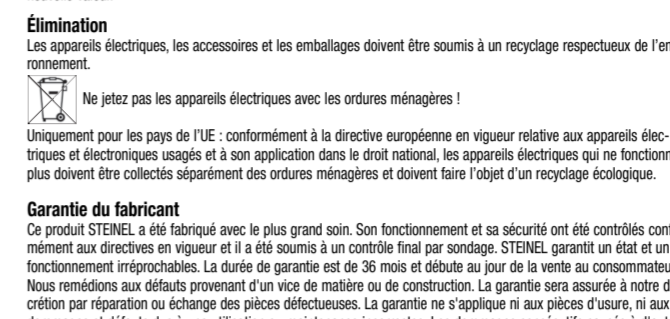 Élimination
Les appareils électriques, les accessoires et les emballages doivent être soumis à un recyclage respectueux de l'en
ronnement.
Ne jetez pas les appareils électriques avec les ordures ménagères !
Uniquement pour les pays de l'UE : conformément à la directive européenne en vigueur relative aux appareils élec-
triques et électroniques usagés et à son application dans le droit national, les appareils électriques qui ne fonctionn
plus doivent être collectés séparément des ordures ménagères et doivent faire l'objet d'un recyclage écologique.
Garantie du fabricant
Ce produit STEINEL a été fabriqué avec le plus grand soin. Son fonctionnement et sa sécurité ont été contrôlés conf
mément aux directives en vigueur et il a été soumis à un contrôle final par sondage. STEINEL garantit un état et un
fonctionnement irréprochables. La durée de garantie est de 36 mois et débute au jour de la vente au consommateu
Nous remédions aux défauts provenant d'un vice de matière ou de construction. La garantie sera assurée à notre d
crétion par réparation ou échange des pièces défectueuses. La garantie ne s'applique ni aux pièces d'usure, ni aux